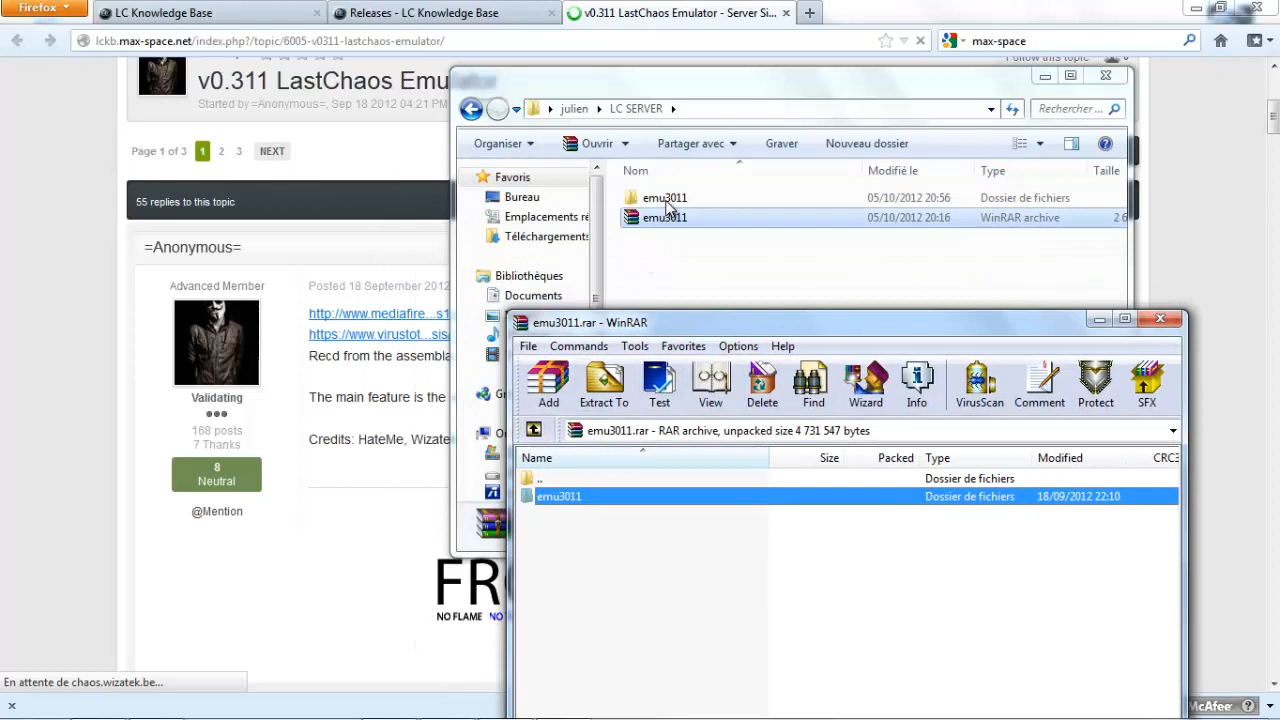 Firefox
LC Knowledge Base
Releases - LC Knowledge Base
v0.311 LastChaos Emulator - Server Si...
lckb.max-space.net/index.php?/topic/6005-v0311-lastchaos-emulator/
max-space
Follow this topic
v0.311 LastChaos Emulator
Started by =Anonymous=, Sep 18 2012 04:21 PM
Page 1 of 3 1 2 3 NEXT
55 replies to this topic
=Anonymous=
Advanced Member
Validating
168 posts
7 Thanks
8
Neutral
@Mention
Posted 18 September 2012
http://www.mediafire...s1
https://www.virustot...sis
Recd from the assembla
The main feature is the
Credits: HateMe, Wizate
NO FLAME NO
En attente de chaos.wizatek.be...
McAfee
julien LC SERVER
Rechercher...
Organiser Ouvrir Partager avec Graver Nouveau dossier
Favoris
Bureau
Emplacements ré
Téléchargements
Bibliothèques
Documents
Nom Modifié le Type Taille
emu3011 05/10/2012 20:56 Dossier de fichiers
emu3011 05/10/2012 20:16 WinRAR archive 2 6
emu3011.rar - WinRAR
File Commands Tools Favorites Options Help
Add Extract To Test View Delete Find Wizard Info VirusScan Comment Protect SFX
emu3011.rar - RAR archive, unpacked size 4 731 547 bytes
Name Size Packed Type Modified CRC3
.. Dossier de fichiers
emu3011 Dossier de fichiers 18/09/2012 22:10